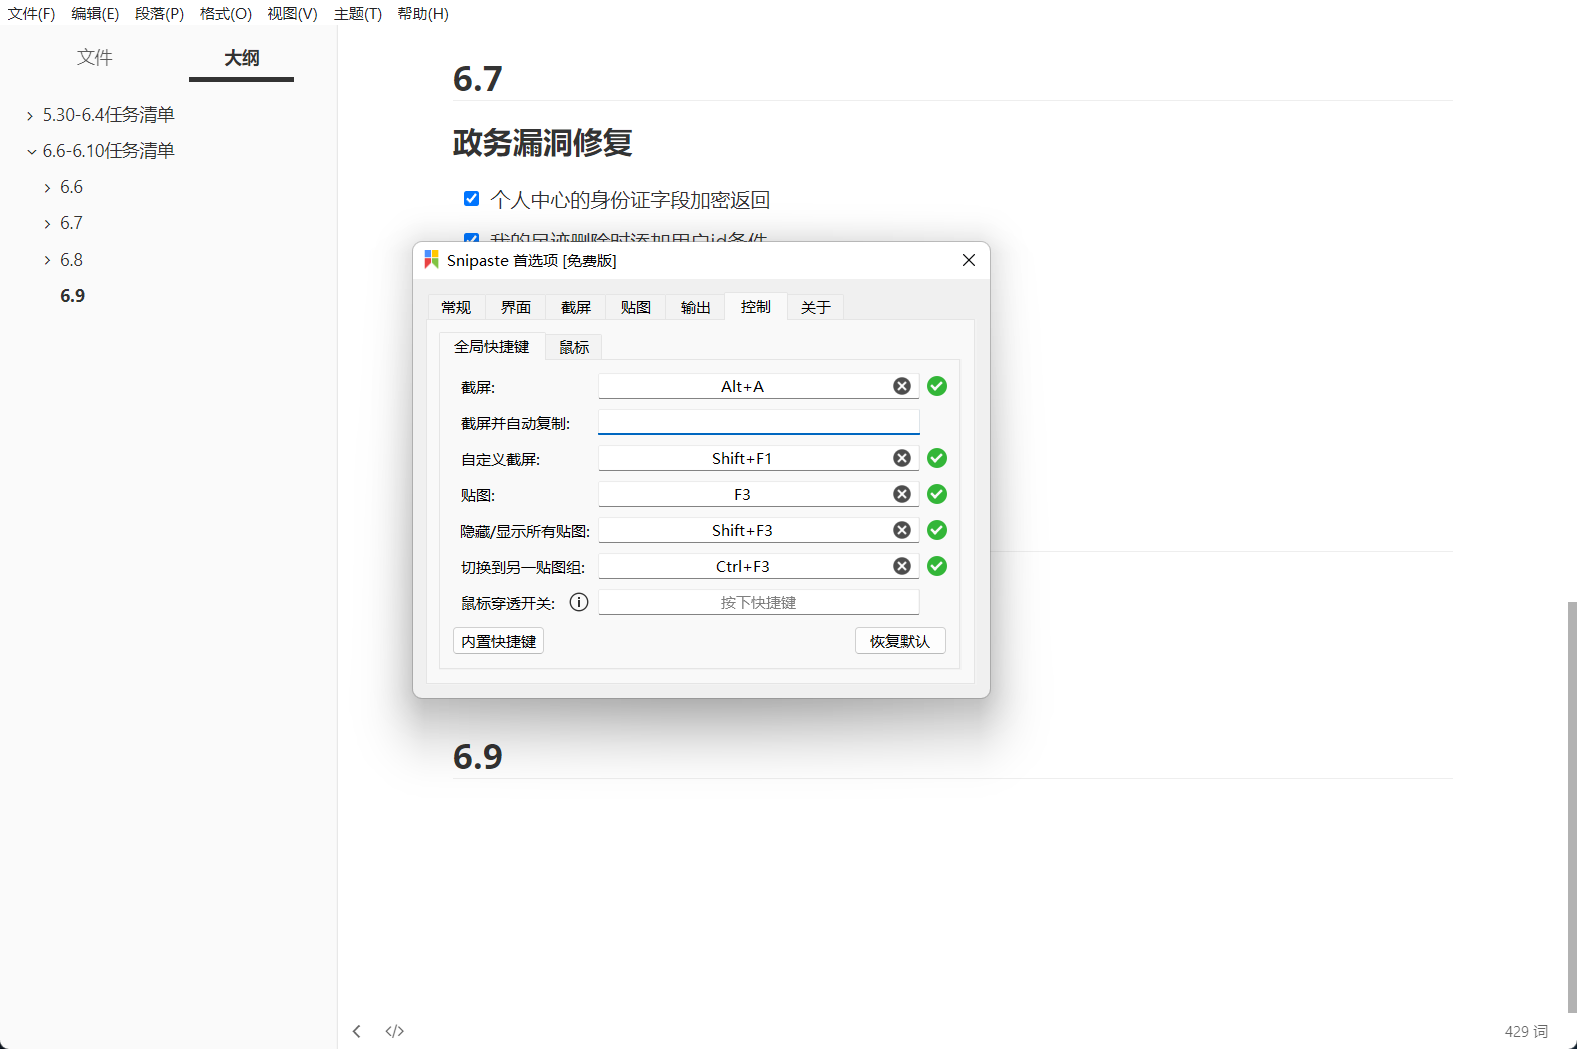 文件(F) 编辑(E) 段落(P) 格式(O) 视图(V) 主题(T) 帮助(H)
文件 大纲
5.30-6.4任务清单
6.6-6.10任务清单
6.6
6.7
6.8
6.9
6.7
政务漏洞修复
个人中心的身份证字段加密返回
我的足迹删除时添加用户id条件
Snipaste 首选项 [免费版]
常规 界面 截屏 贴图 输出 控制 关于
全局快捷键 鼠标
截屏: Alt+A
截屏并自动复制:
自定义截屏: Shift+F1
贴图: F3
隐藏/显示所有贴图: Shift+F3
切换到另一贴图组: Ctrl+F3
鼠标穿透开关: 按下快捷键
内置快捷键 恢复默认
6.9
</> 429 词